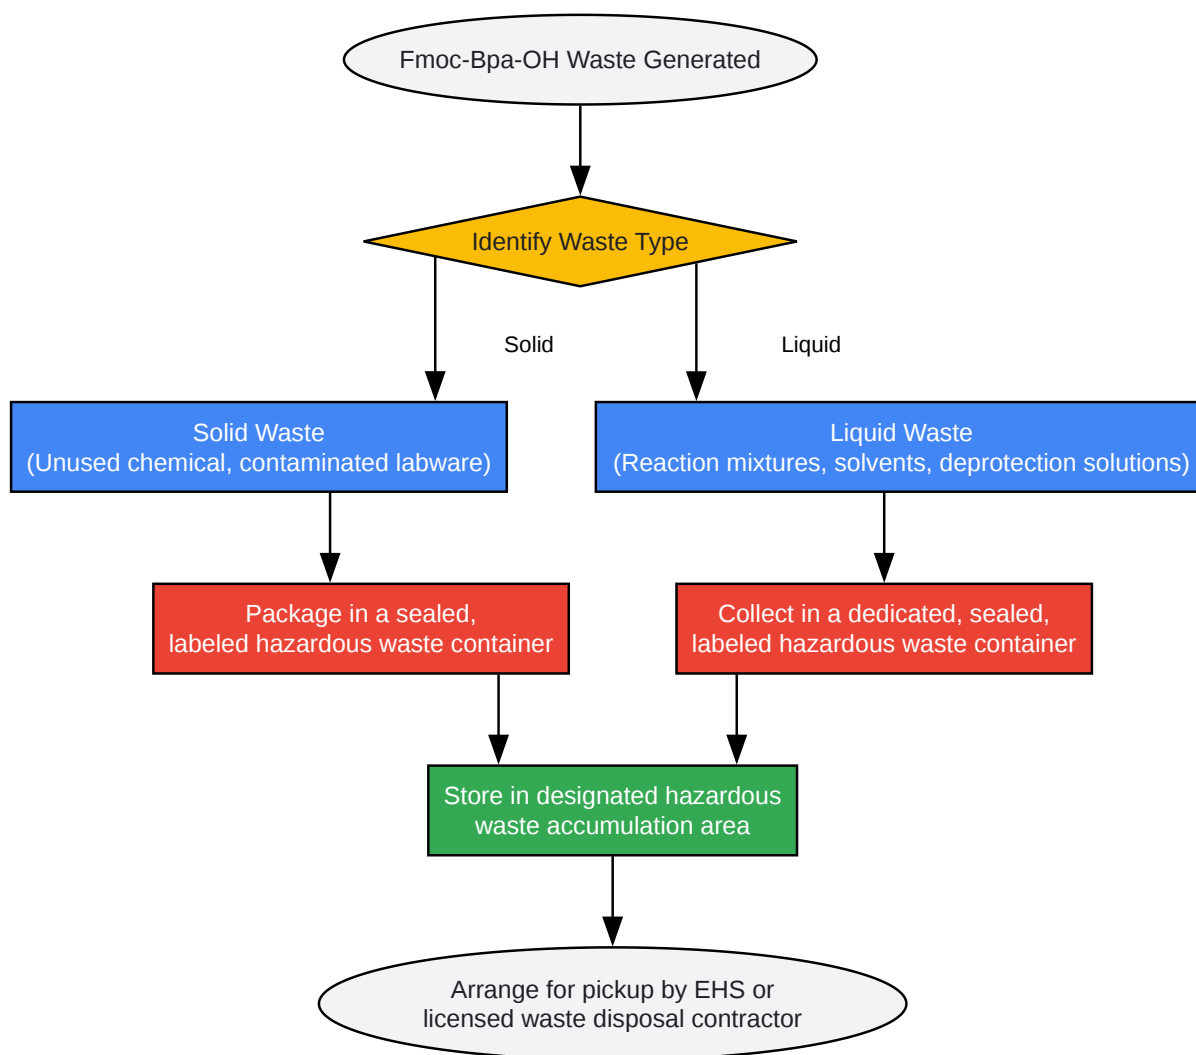 Fmoc-Bpa-OH Waste Generated
Identify Waste Type
Solid
Liquid
Solid Waste
(Unused chemical, contaminated labware)
Liquid Waste
(Reaction mixtures, solvents, deprotection solutions)
Package in a sealed,
labeled hazardous waste container
Collect in a dedicated, sealed,
labeled hazardous waste container
Store in designated hazardous
waste accumulation area
Arrange for pickup by EHS or
licensed waste disposal contractor